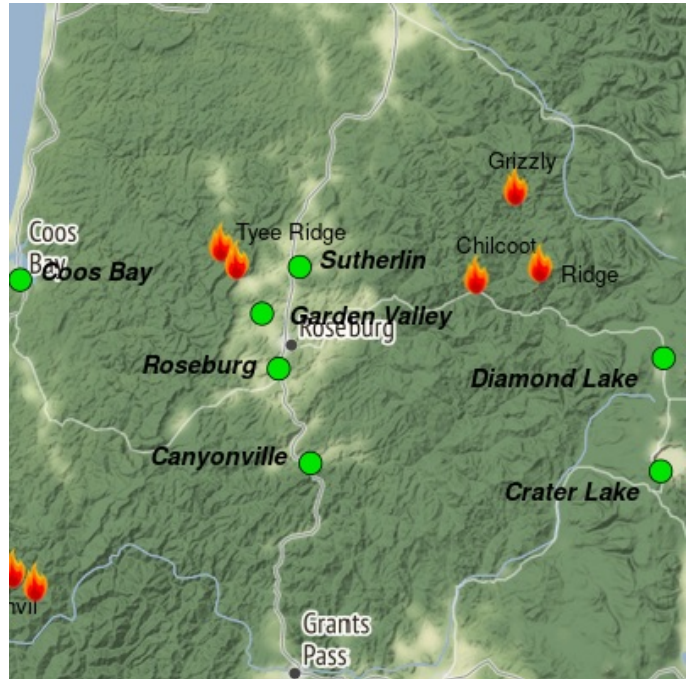 Grizzly
Coos
Bay
Tyee Ridge
Chilcoot
Sutherlin
Coos Bay
Ridge
Garden Valley
Roseburg
Roseburg
Diamond Lake
Canyonville
Crater Lake
nvil
Grants
Pass